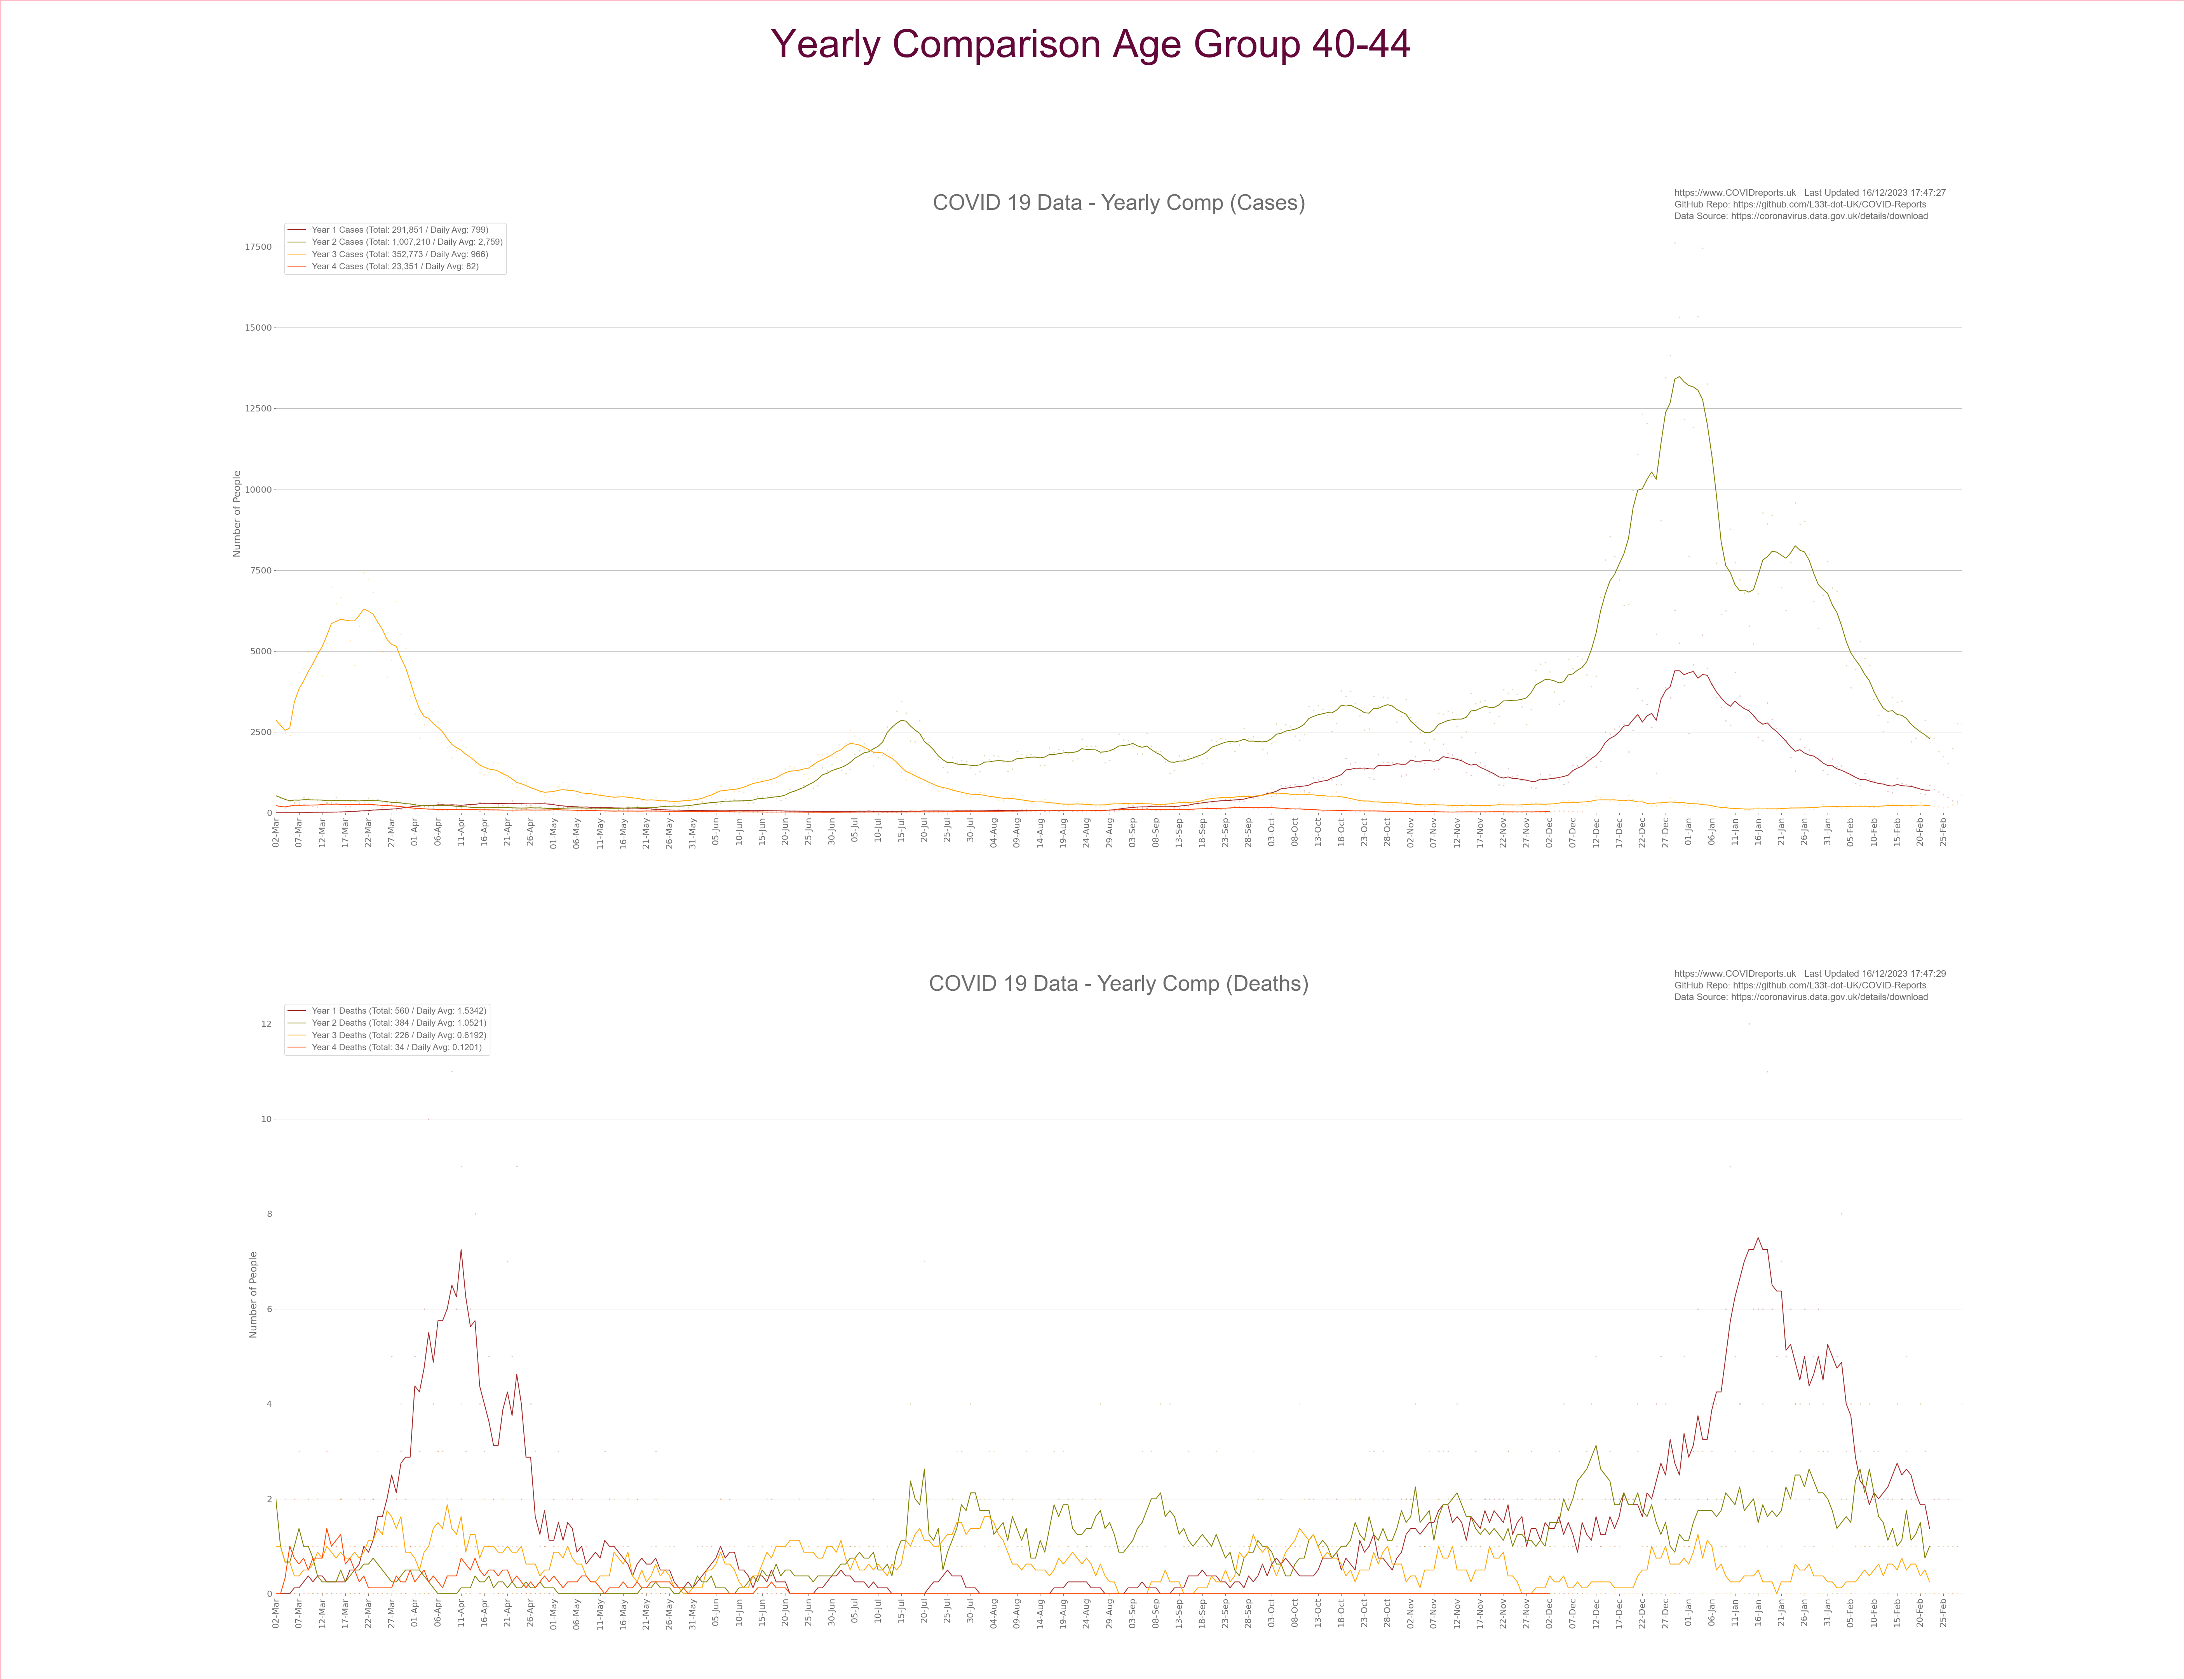 Yearly Comparison Age Group 40-44
COVID 19 Data - Yearly Comp (Cases)
https://www.COVIDreports.uk   Last Updated 16/12/2023 17:47:27
GitHub Repo: https://github.com/L33t-dot-UK/COVID-Reports
Data Source: https://coronavirus.data.gov.uk/details/download
Year 1 Cases (Total: 291,851 / Daily Avg: 799)
Year 2 Cases (Total: 1,007,210 / Daily Avg: 2,759)
Year 3 Cases (Total: 352,773 / Daily Avg: 966)
Year 4 Cases (Total: 23,351 / Daily Avg: 82)
Number of People
17500
15000
12500
10000
7500
5000
2500
0
02-Mar 07-Mar 12-Mar 17-Mar 22-Mar 27-Mar 01-Apr 06-Apr 11-Apr 16-Apr 21-Apr 26-Apr 01-May 06-May 11-May 16-May 21-May 26-May 31-May 05-Jun 10-Jun 15-Jun 20-Jun 25-Jun 30-Jun 05-Jul 10-Jul 15-Jul 20-Jul 25-Jul 30-Jul 04-Aug 09-Aug 14-Aug 19-Aug 24-Aug 29-Aug 03-Sep 08-Sep 13-Sep 18-Sep 23-Sep 28-Sep 03-Oct 08-Oct 13-Oct 18-Oct 23-Oct 28-Oct 02-Nov 07-Nov 12-Nov 17-Nov 22-Nov 27-Nov 02-Dec 07-Dec 12-Dec 17-Dec 22-Dec 27-Dec 01-Jan 06-Jan 11-Jan 16-Jan 21-Jan 26-Jan 31-Jan 05-Feb 10-Feb 15-Feb 20-Feb 25-Feb
COVID 19 Data - Yearly Comp (Deaths)
https://www.COVIDreports.uk   Last Updated 16/12/2023 17:47:29
GitHub Repo: https://github.com/L33t-dot-UK/COVID-Reports
Data Source: https://coronavirus.data.gov.uk/details/download
Year 1 Deaths (Total: 560 / Daily Avg: 1.5342)
Year 2 Deaths (Total: 384 / Daily Avg: 1.0521)
Year 3 Deaths (Total: 226 / Daily Avg: 0.6192)
Year 4 Deaths (Total: 34 / Daily Avg: 0.1201)
Number of People
12
10
8
6
4
2
0
02-Mar 07-Mar 12-Mar 17-Mar 22-Mar 27-Mar 01-Apr 06-Apr 11-Apr 16-Apr 21-Apr 26-Apr 01-May 06-May 11-May 16-May 21-May 26-May 31-May 05-Jun 10-Jun 15-Jun 20-Jun 25-Jun 30-Jun 05-Jul 10-Jul 15-Jul 20-Jul 25-Jul 30-Jul 04-Aug 09-Aug 14-Aug 19-Aug 24-Aug 29-Aug 03-Sep 08-Sep 13-Sep 18-Sep 23-Sep 28-Sep 03-Oct 08-Oct 13-Oct 18-Oct 23-Oct 28-Oct 02-Nov 07-Nov 12-Nov 17-Nov 22-Nov 27-Nov 02-Dec 07-Dec 12-Dec 17-Dec 22-Dec 27-Dec 01-Jan 06-Jan 11-Jan 16-Jan 21-Jan 26-Jan 31-Jan 05-Feb 10-Feb 15-Feb 20-Feb 25-Feb